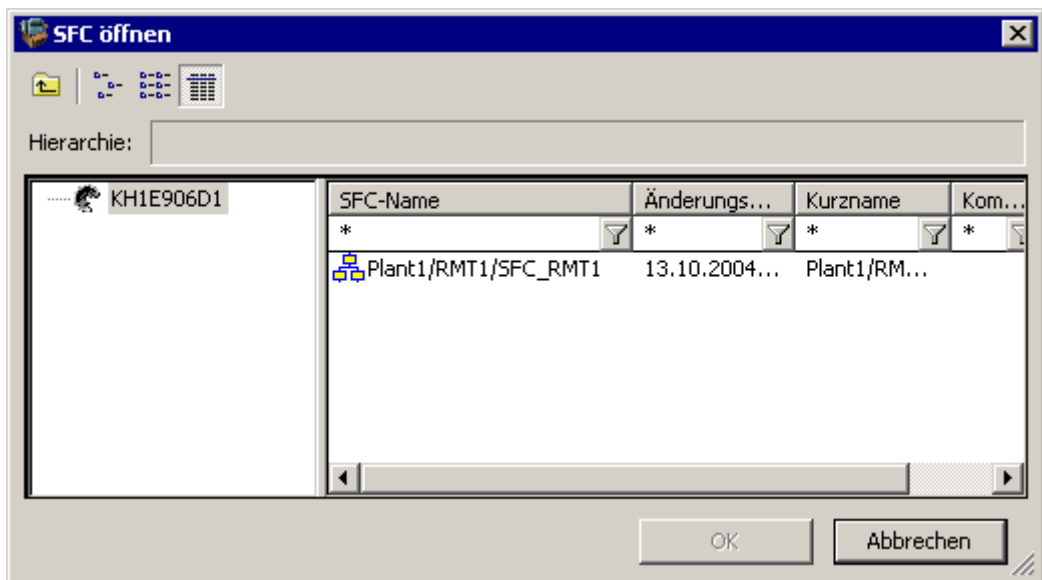 SFC öffnen
Hierarchie:
KH1E906D1
SFC-Name Änderungs... Kurzname Kom...
* * * *
Plant1/RMT1/SFC_RMT1 13.10.2004... Plant1/RM...
OK Abbrechen